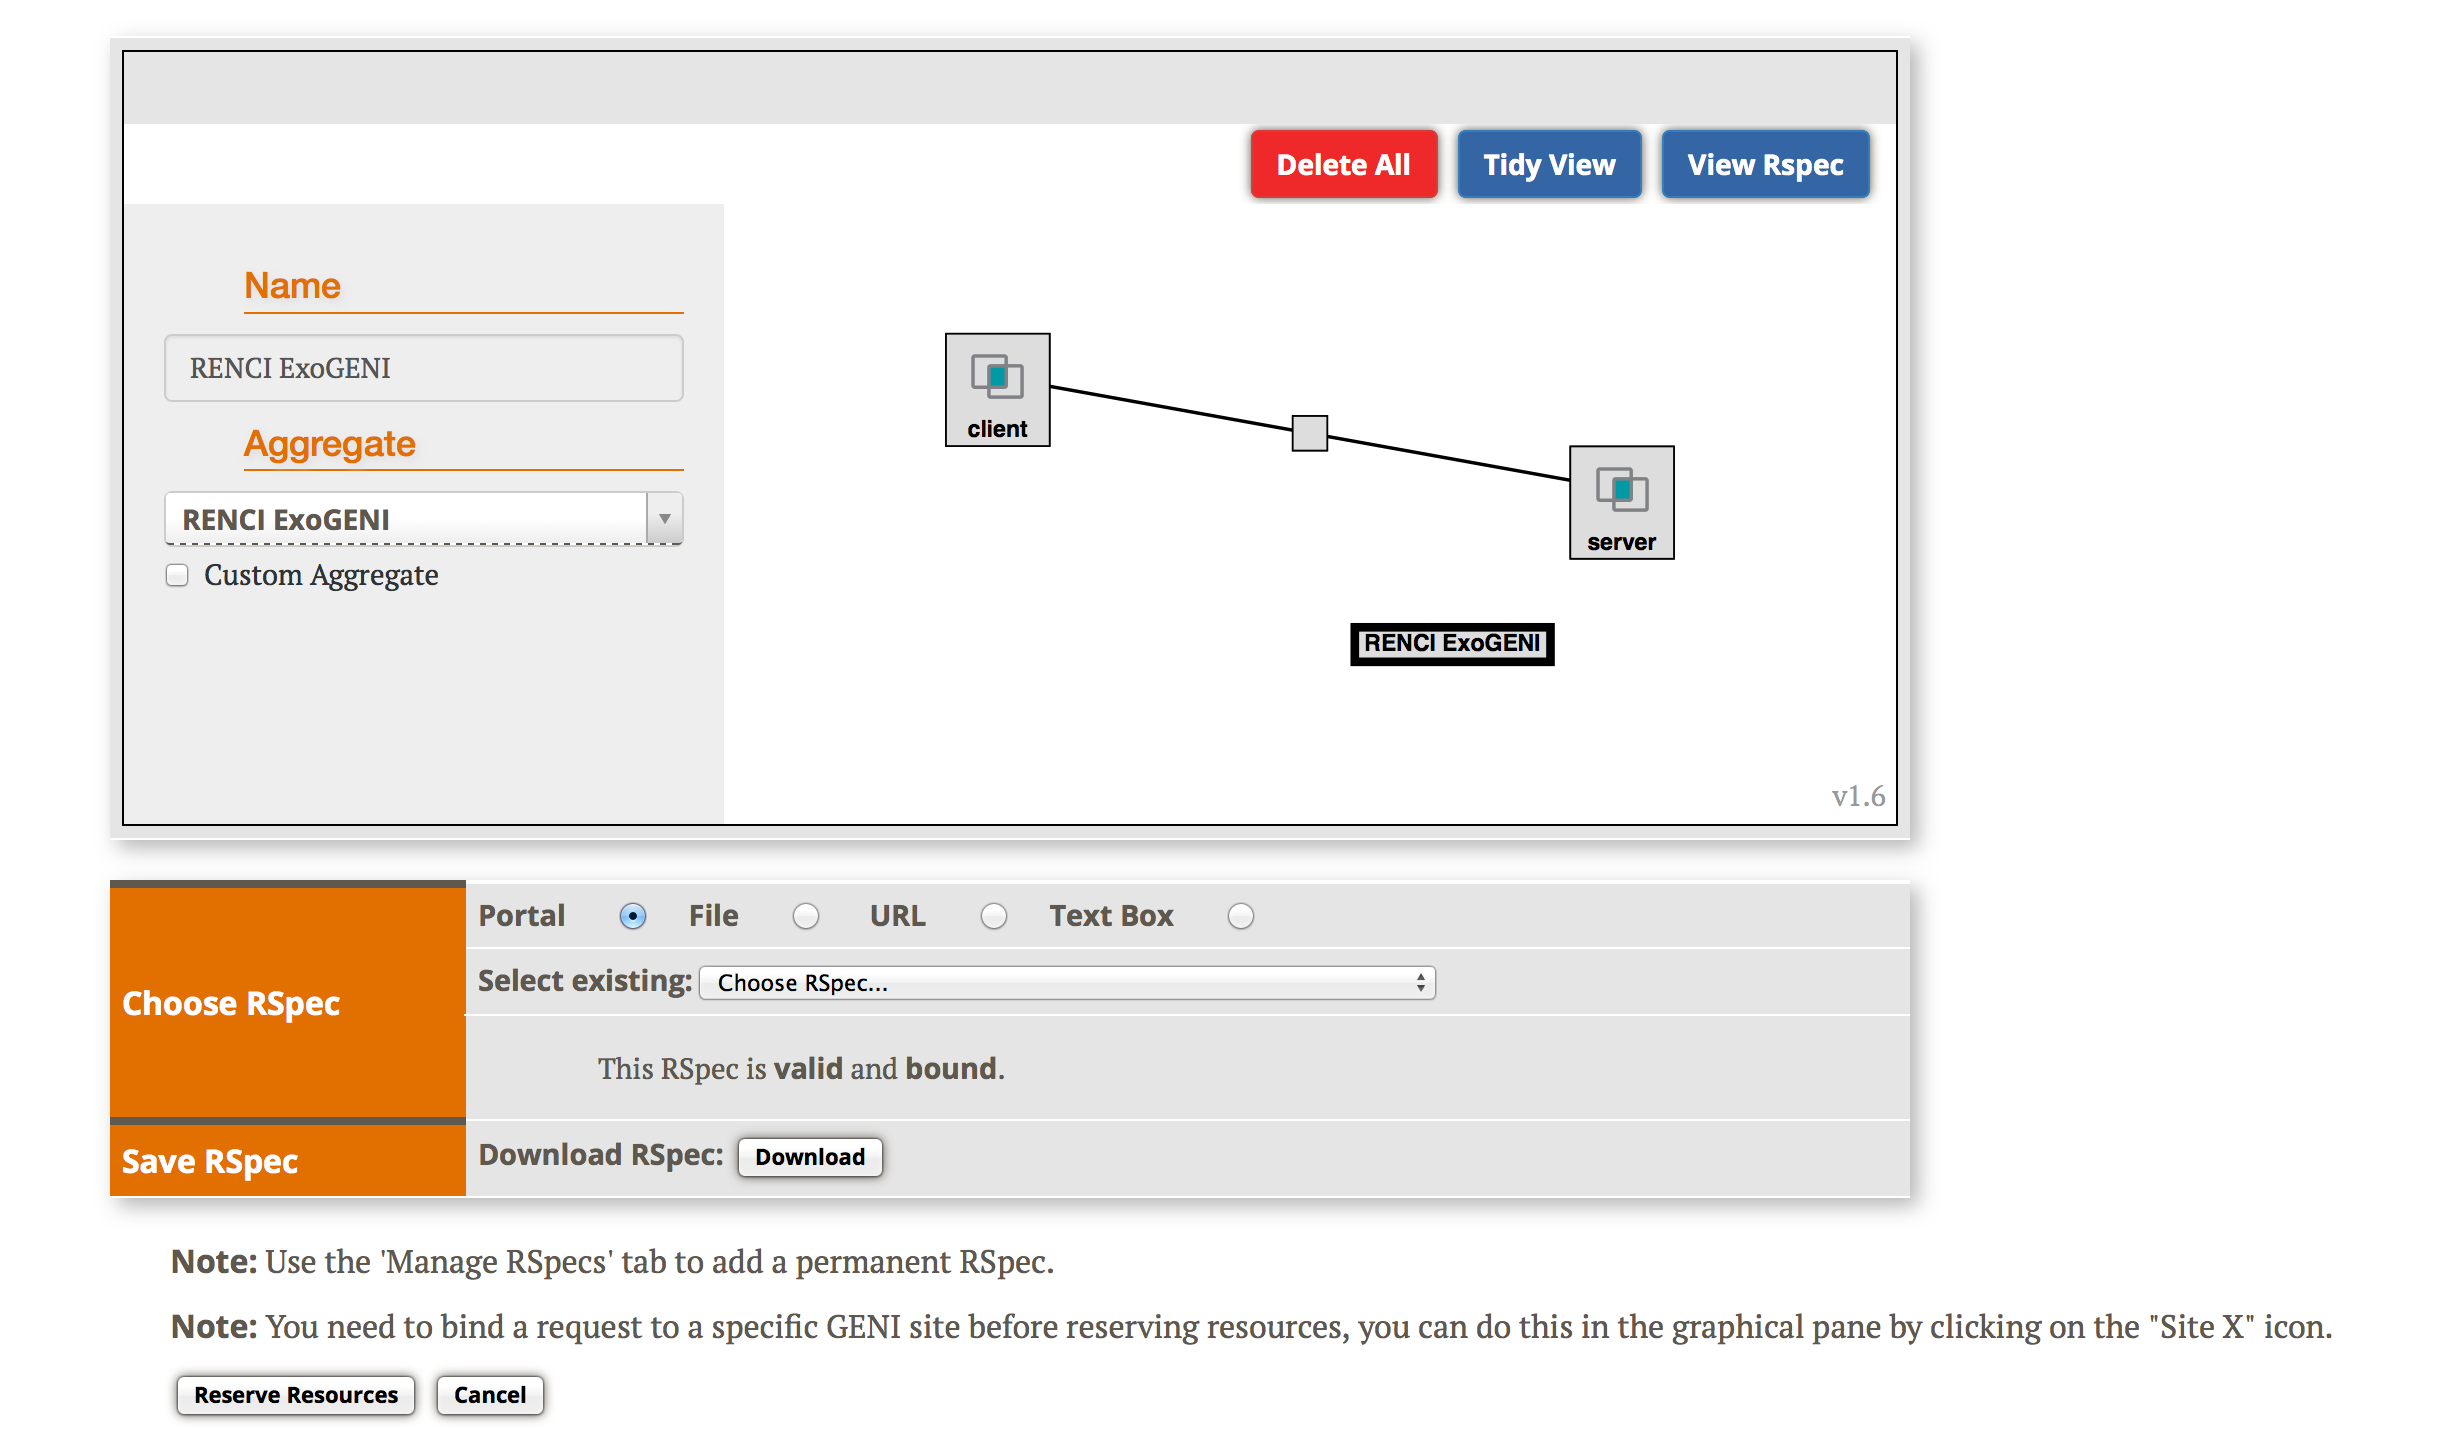 Delete All
Tidy View
View Rspec
Name
RENCI ExoGENI
Aggregate
RENCI ExoGENI
Custom Aggregate
client
server
RENCI ExoGENI
v1.6
Choose RSpec
Portal File URL Text Box
Select existing: Choose RSpec...
This RSpec is valid and bound.
Save RSpec
Download RSpec: Download
Note: Use the 'Manage RSpecs' tab to add a permanent RSpec.
Note: You need to bind a request to a specific GENI site before reserving resources, you can do this in the graphical pane by clicking on the "Site X" icon.
Reserve Resources Cancel